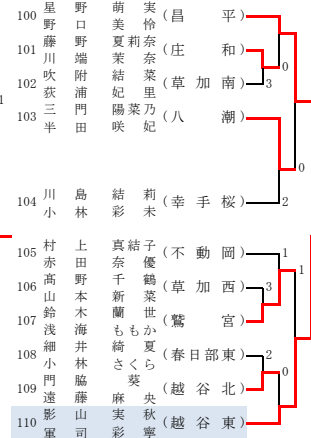 100 星野 萌実 (昌平)
野口 美怜
101 藤野 夏莉奈 (庄和)
川端 茉奈
0
102 吹附 結菜 (草加南)
荻浦 妃里
3
103 三門 陽菜乃 (八潮)
半田 咲妃
1
0
104 川島 結莉 (幸手桜)
小林 彩未
2
105 村上 真結子 (不動岡)
赤田 奈優
1
106 髙野 千鶴 (草加西)
山本 新菜
3
1
107 鈴木 蘭世 (鷲宮)
浅海 ももか
108 細井 綺夏 (春日部東)
小林 さくら
2
109 門脇 葵 (越谷北)
遠藤 麻央
0
110 影山 実秋 (越谷東)
軍司 彩寧